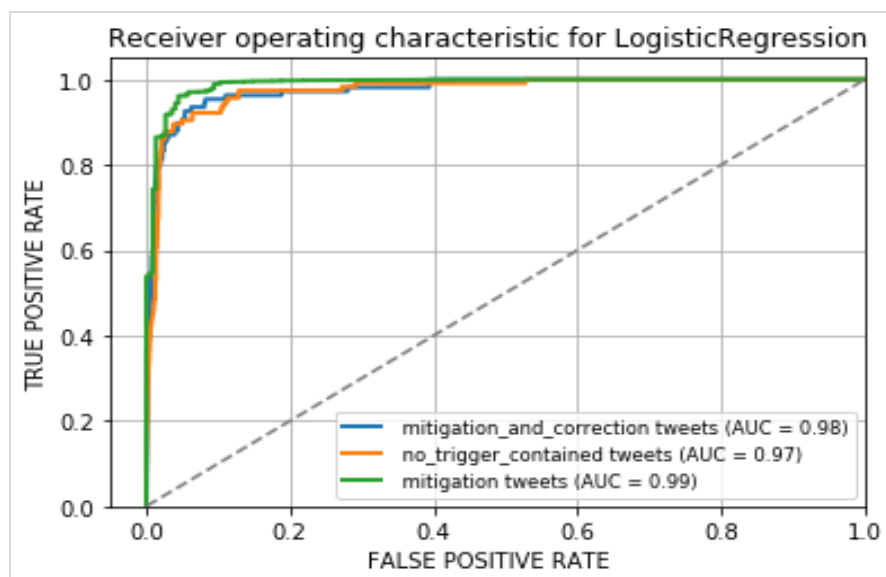 Receiver operating characteristic for LogisticRegression
1.0
0.8
0.6
0.4
0.2
0.0
TRUE POSITIVE RATE
mitigation_and_correction tweets (AUC = 0.98)
no_trigger_contained tweets (AUC = 0.97)
mitigation tweets (AUC = 0.99)
0.0 0.2 0.4 0.6 0.8 1.0
FALSE POSITIVE RATE